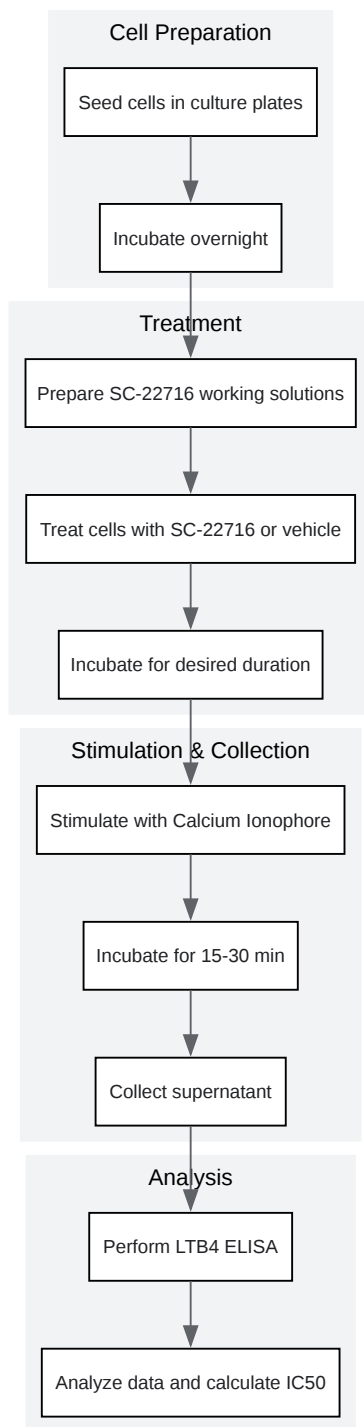 Cell Preparation
Seed cells in culture plates
Incubate overnight
Treatment
Prepare SC-22716 working solutions
Treat cells with SC-22716 or vehicle
Incubate for desired duration
Stimulation & Collection
Stimulate with Calcium Ionophore
Incubate for 15-30 min
Collect supernatant
Analysis
Perform LTB4 ELISA
Analyze data and calculate IC50